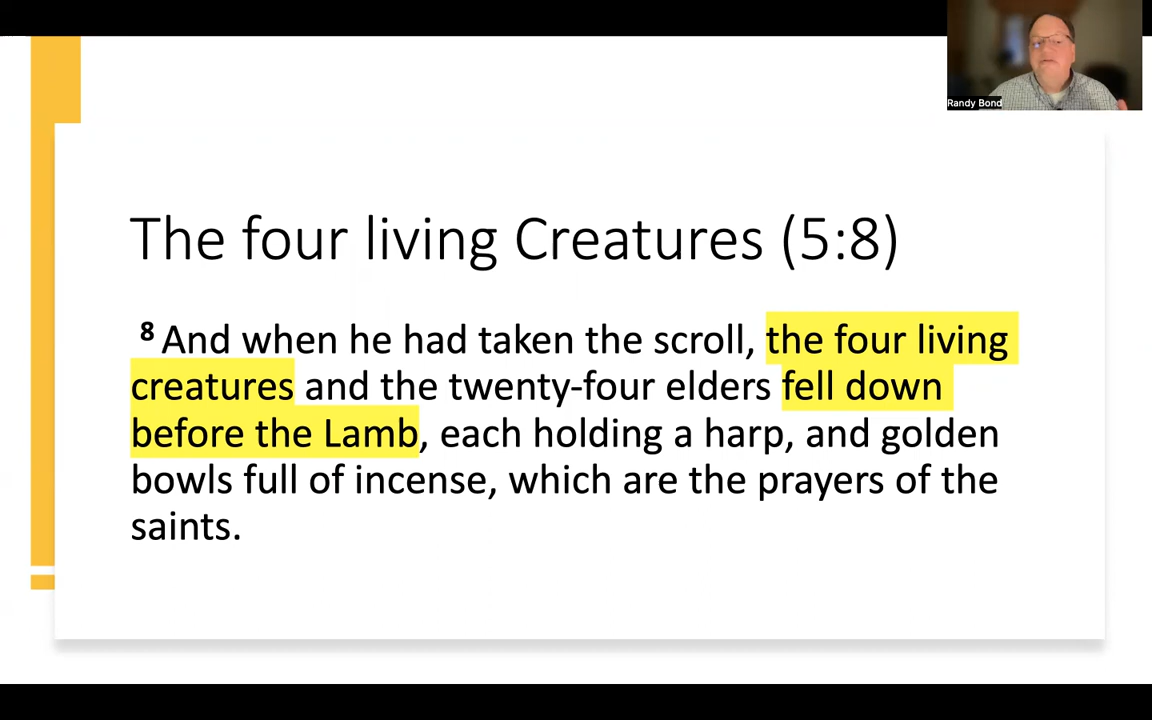 Randy Bond
The four living Creatures (5:8)
8 And when he had taken the scroll, the four living
creatures and the twenty-four elders fell down
before the Lamb, each holding a harp, and golden
bowls full of incense, which are the prayers of the
saints.